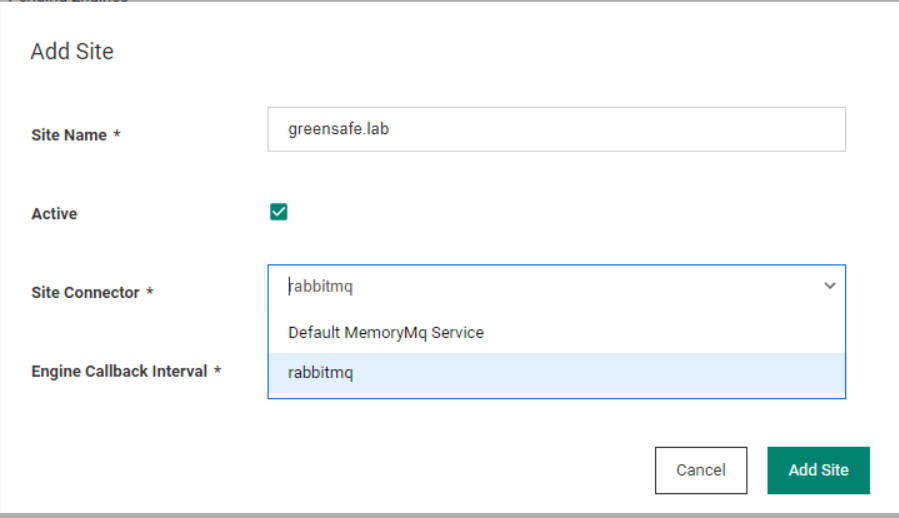 Add Site
Site Name *
greensafe.lab
Active
Site Connector *
rabbitmq
Default MemoryMq Service
rabbitmq
Engine Callback Interval *
Cancel
Add Site